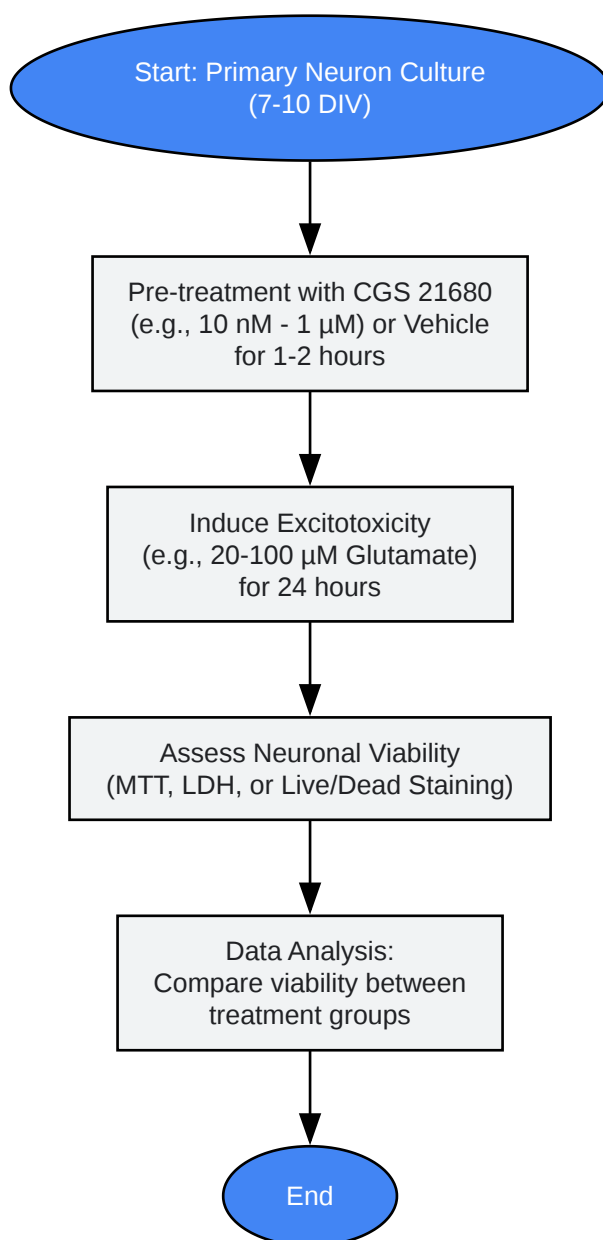 Start: Primary Neuron Culture
(7-10 DIV)
Pre-treatment with CGS 21680
(e.g., 10 nM - 1 µM) or Vehicle
for 1-2 hours
Induce Excitotoxicity
(e.g., 20-100 µM Glutamate)
for 24 hours
Assess Neuronal Viability
(MTT, LDH, or Live/Dead Staining)
Data Analysis:
Compare viability between
treatment groups
End